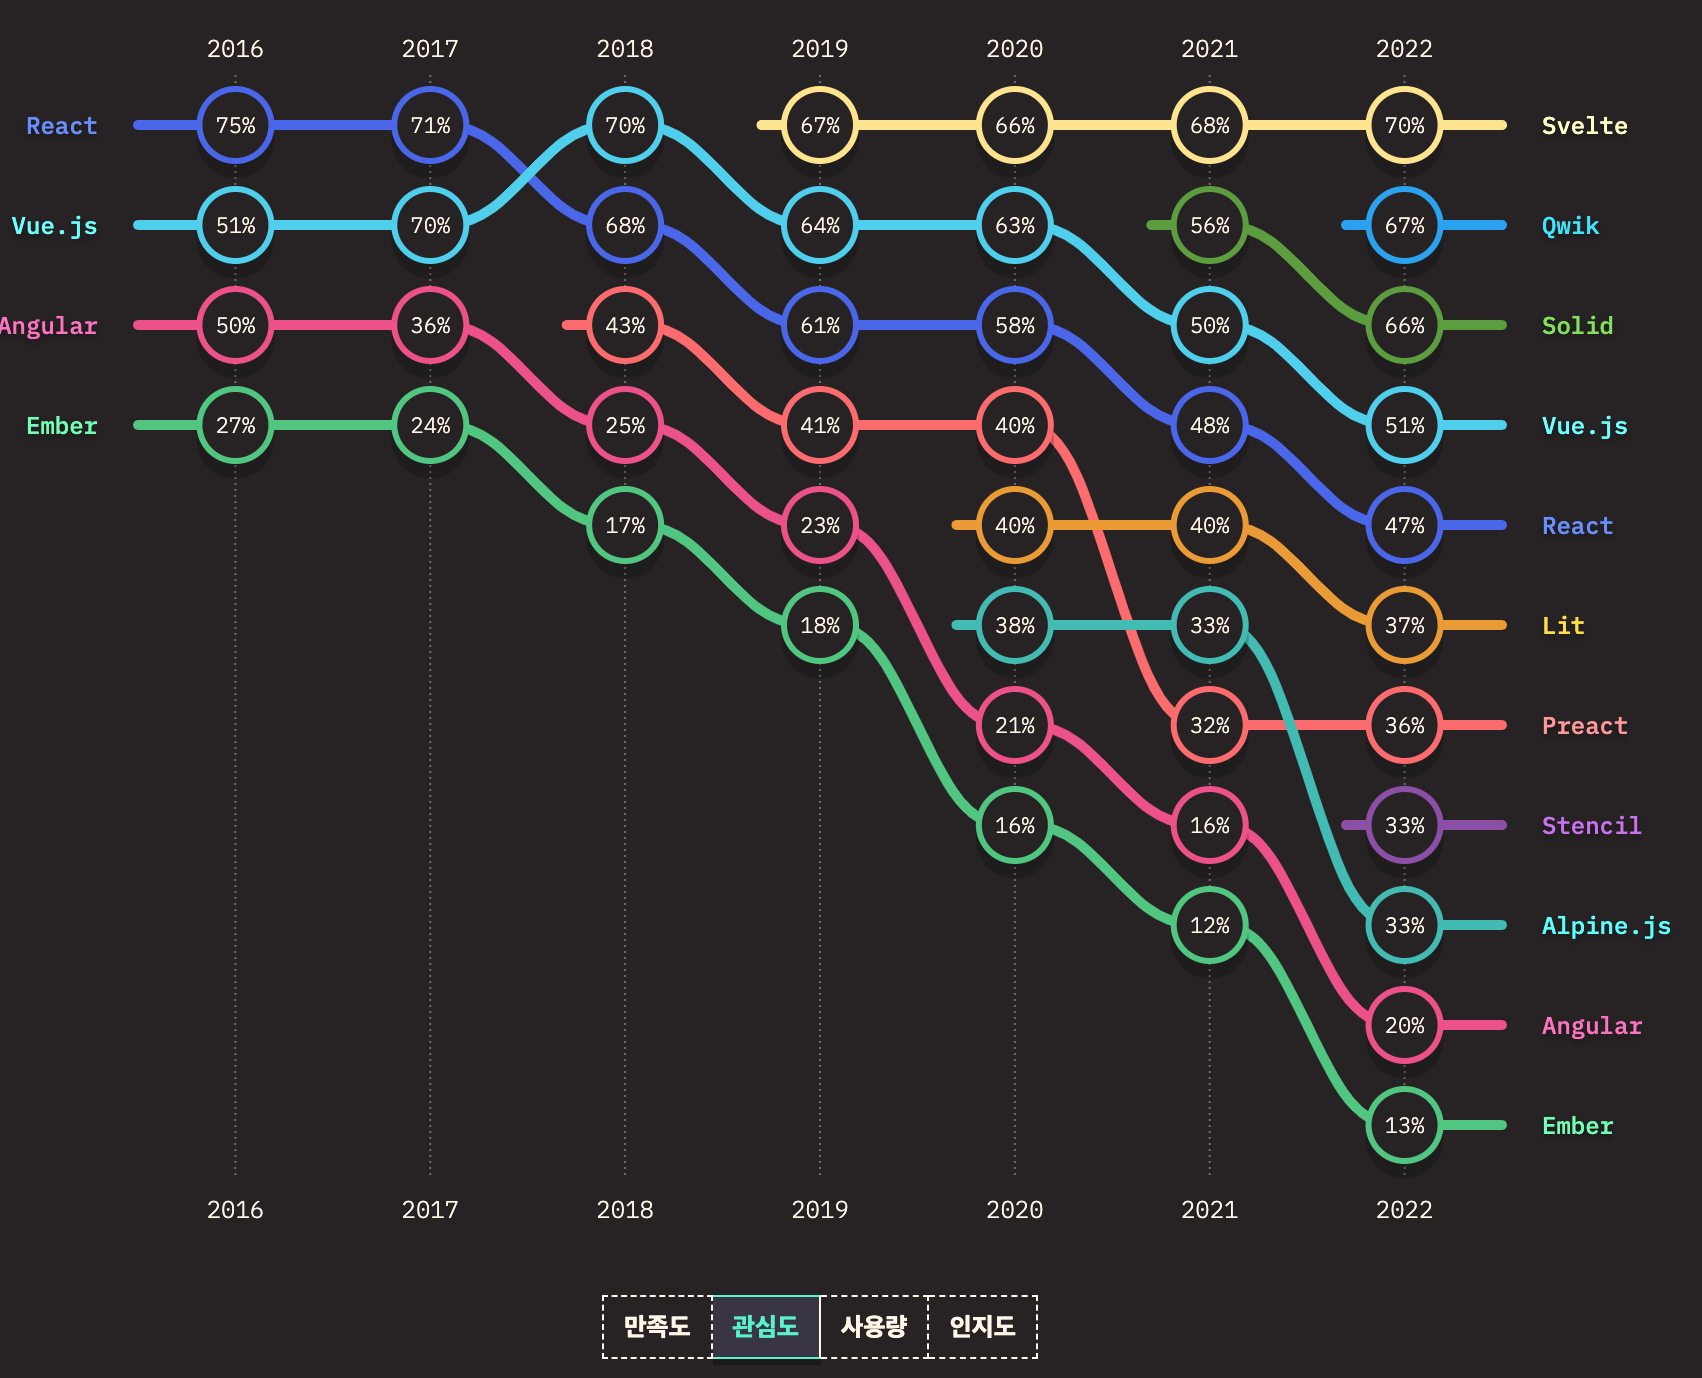 2016 2017 2018 2019 2020 2021 2022
React 75% 71% 70% 67% 66% 68% 70% Svelte
Vue.js 51% 70% 68% 64% 63% 56% 67% Qwik
Angular 50% 36% 43% 61% 58% 50% 66% Solid
Ember 27% 24% 25% 41% 40% 48% 51% Vue.js
17% 23% 40% 40% 47% React
18% 38% 33% 37% Lit
21% 32% 36% Preact
16% 16% 33% Stencil
12% 33% Alpine.js
20% Angular
13% Ember
2016 2017 2018 2019 2020 2021 2022
만족도 관심도 사용량 인지도